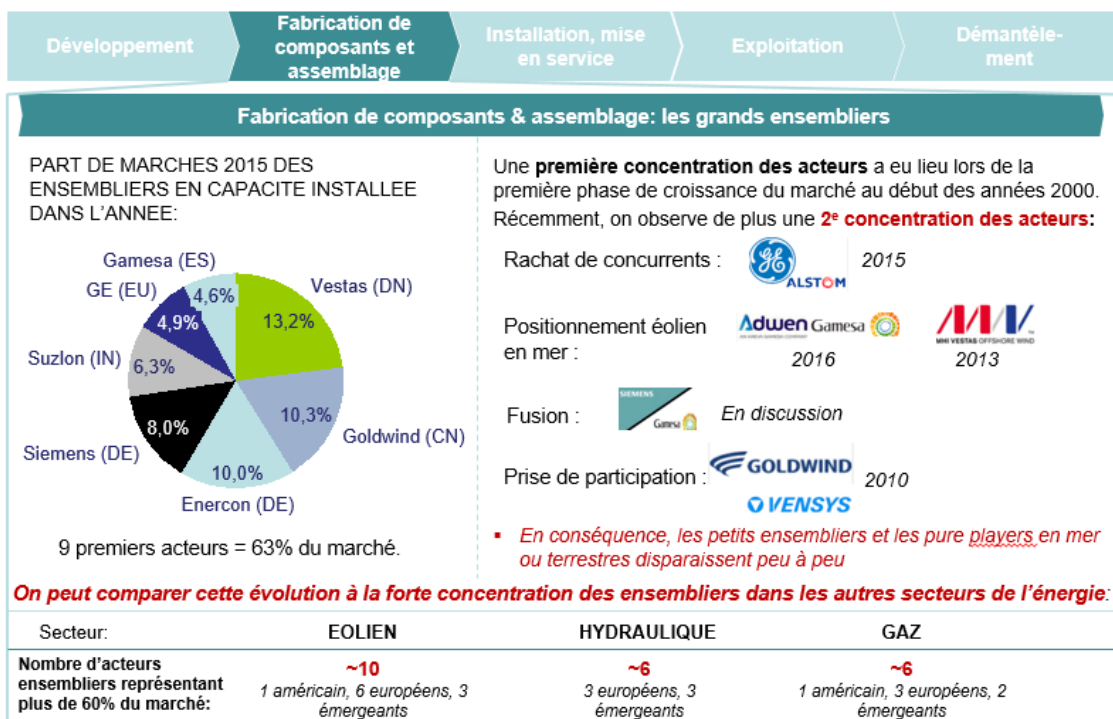 Développement
Fabrication de
composants et
assemblage
Installation, mise
en service
Exploitation
Démantèle-
ment
Fabrication de composants & assemblage: les grands ensembliers
PART DE MARCHES 2015 DES
ENSEMBLIERS EN CAPACITE INSTALLEE
DANS L'ANNEE:
Gamesa (ES)
4,6%
GE (EU)
4,9%
Vestas (DN)
13,2%
Suzlon (IN)
6,3%
Siemens (DE)
8,0%
10,3%
Goldwind (CN)
10,0%
Enercon (DE)
9 premiers acteurs = 63% du marché.
Une première concentration des acteurs a eu lieu lors de la
première phase de croissance du marché au début des années 2000.
Récemment, on observe de plus une 2e concentration des acteurs:
Rachat de concurrents :
GE
ALSTOM
2015
Positionnement éolien
en mer :
Adwen Gamesa
2016
MHI VESTAS OFFSHORE WIND
2013
Fusion :
SIEMENS
Gamesa
En discussion
Prise de participation :
GOLDWIND
VENSYS
2010
▪ En conséquence, les petits ensembliers et les pure players en mer
ou terrestres disparaissent peu à peu
On peut comparer cette évolution à la forte concentration des ensembliers dans les autres secteurs de l'énergie:
Secteur:
EOLIEN
HYDRAULIQUE
GAZ
Nombre d'acteurs
ensembliers représentant
plus de 60% du marché:
~10
1 américain, 6 européens, 3
émergeants
~6
3 européens, 3
émergeants
~6
1 américain, 3 européens, 2
émergeants